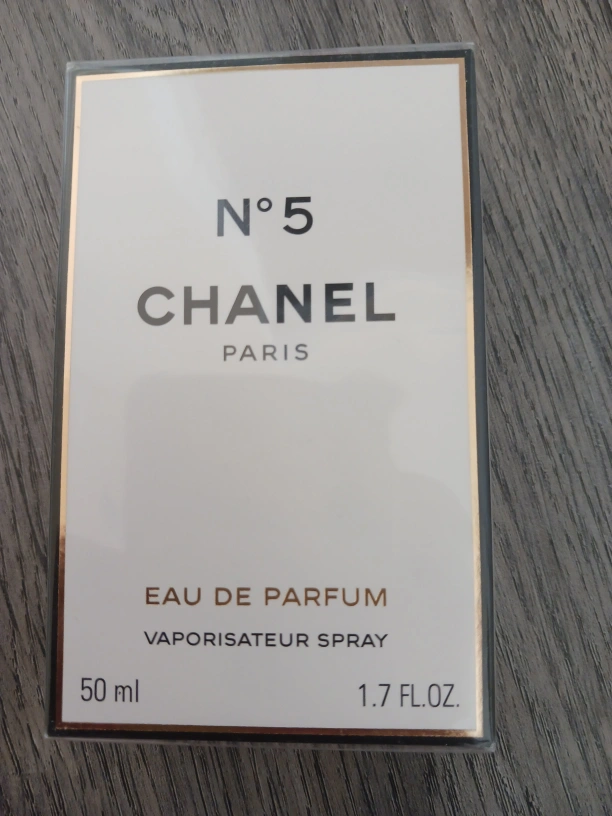 N°5
CHANEL
PARIS
EAU DE PARFUM
VAPORISATEUR SPRAY
50 ml
1.7 FL.OZ.